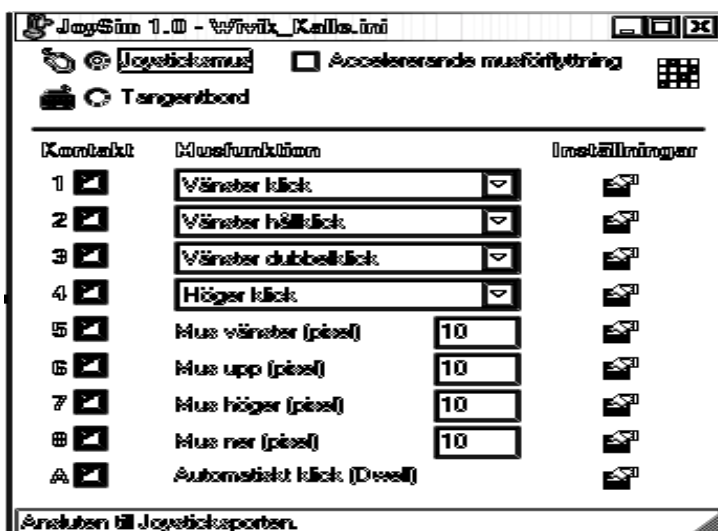 JoySim 1.0 - Wivik_Kalle.ini
Joysticksmus Accelererande musförflyttning
Tangentbord
Kontakt Musfunktion Inställningar
1 Vänster klick
2 Vänster hållklick
3 Vänster dubbelklick
4 Höger klick
5 Mus vänster (pixel) 10
6 Mus upp (pixel) 10
7 Mus höger (pixel) 10
8 Mus ner (pixel) 10
A Automatiskt klick (Dwell)
Ansluten till Joysticksporten.